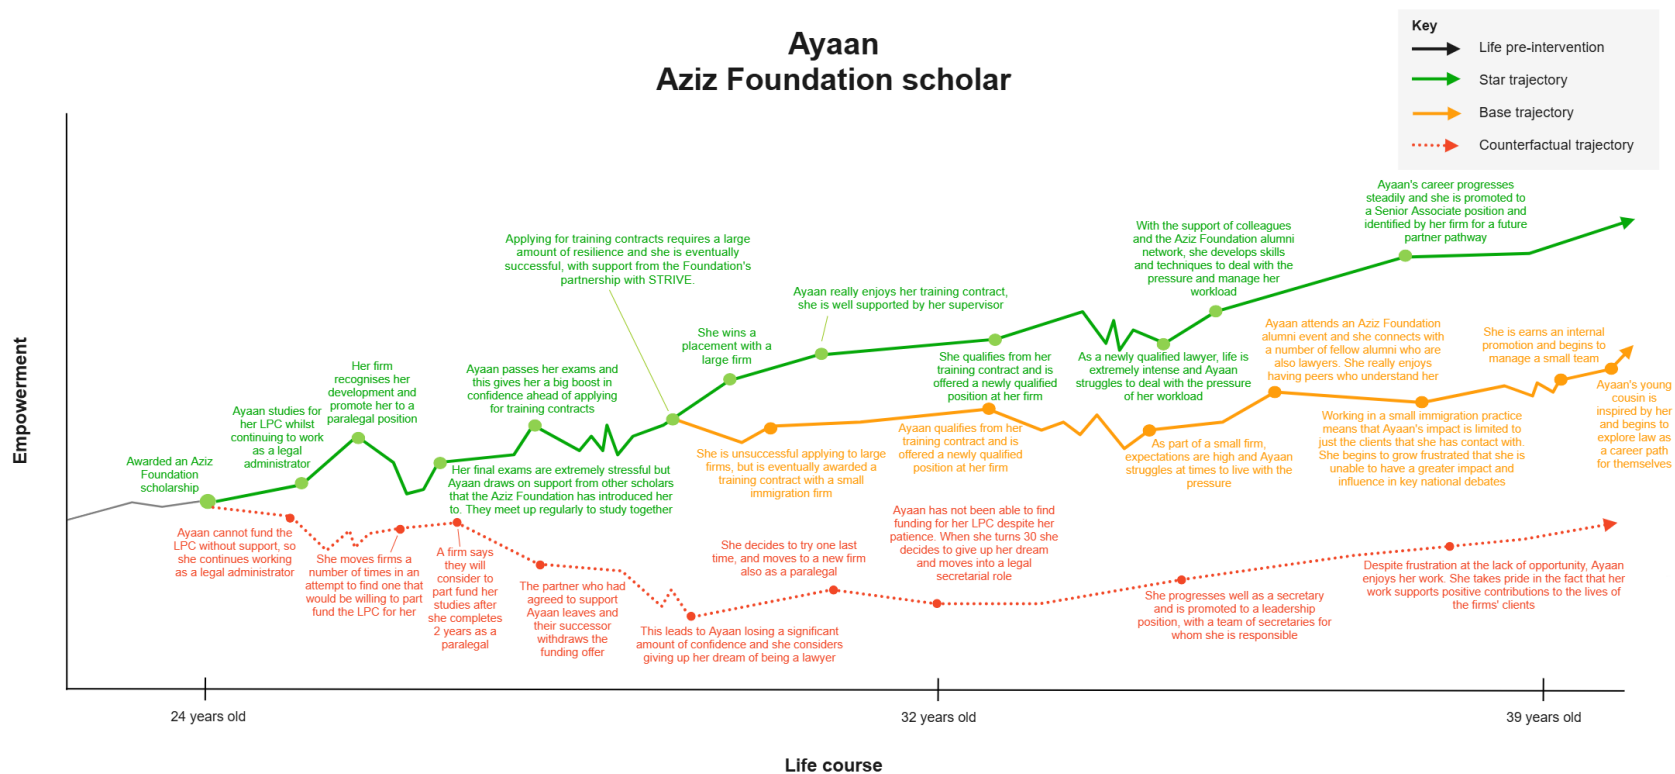 Ayaan
Aziz Foundation scholar
Key
Life pre-intervention
Star trajectory
Base trajectory
Counterfactual trajectory
Empowerment
Awarded an Aziz
Foundation
scholarship
Ayaan studies for
her LPC whilst
continuing to work
as a legal
administrator
Her firm
recognises her
development and
promote her to a
paralegal position
Ayaan passes her exams and
this gives her a big boost in
confidence ahead of applying
for training contracts
Her final exams are extremely stressful but
Ayaan draws on support from other scholars
that the Aziz Foundation has introduced her
to. They meet up regularly to study together
Applying for training contracts requires a large
amount of resilience and she is eventually
successful, with support from the Foundation's
partnership with STRIVE.
She wins a
placement with a
large firm
Ayaan really enjoys her training contract,
she is well supported by her supervisor
She qualifies from her
training contract and is
offered a newly qualified
position at her firm
As a newly qualified lawyer, life is
extremely intense and Ayaan
struggles to deal with the pressure
of her workload
With the support of colleagues
and the Aziz Foundation alumni
network, she develops skills
and techniques to deal with the
pressure and manage her
workload
Ayaan's career progresses
steadily and she is promoted to
a Senior Associate position and
identified by her firm for a future
partner pathway
She is unsuccessful applying to large
firms, but is eventually awarded a
training contract with a small
immigration firm
Ayaan qualifies from her
training contract and is
offered a newly qualified
position at her firm
As part of a small firm,
expectations are high and Ayaan
struggles at times to live with the
pressure
Ayaan attends an Aziz Foundation
alumni event and she connects with
a number of fellow alumni who are
also lawyers. She really enjoys
having peers who understand her
Working in a small immigration practice
means that Ayaan's impact is limited to
just the clients that she has contact with.
She begins to grow frustrated that she is
unable to have a greater impact and
influence in key national debates
She is earns an internal
promotion and begins to
manage a small team
Ayaan's young
cousin is
inspired by her
and begins to
explore law as
a career path
for themselves
Ayaan cannot fund the
LPC without support, so
she continues working
as a legal administrator
She moves firms a
number of times in an
attempt to find one that
would be willing to part
fund the LPC for her
A firm says
they will
consider to
part fund her
studies after
she completes
2 years as a
paralegal
The partner who had
agreed to support
Ayaan leaves and
their successor
withdraws the
funding offer
This leads to Ayaan losing a significant
amount of confidence and she considers
giving up her dream of being a lawyer
She decides to try one last
time, and moves to a new firm
also as a paralegal
Ayaan has not been able to find
funding for her LPC despite her
patience. When she turns 30 she
decides to give up her dream
and moves into a legal
secretarial role
She progresses well as a secretary
and is promoted to a leadership
position, with a team of secretaries for
whom she is responsible
Despite frustration at the lack of opportunity, Ayaan
enjoys her work. She takes pride in the fact that her
work supports positive contributions to the lives of
the firms' clients
24 years old
32 years old
39 years old
Life course